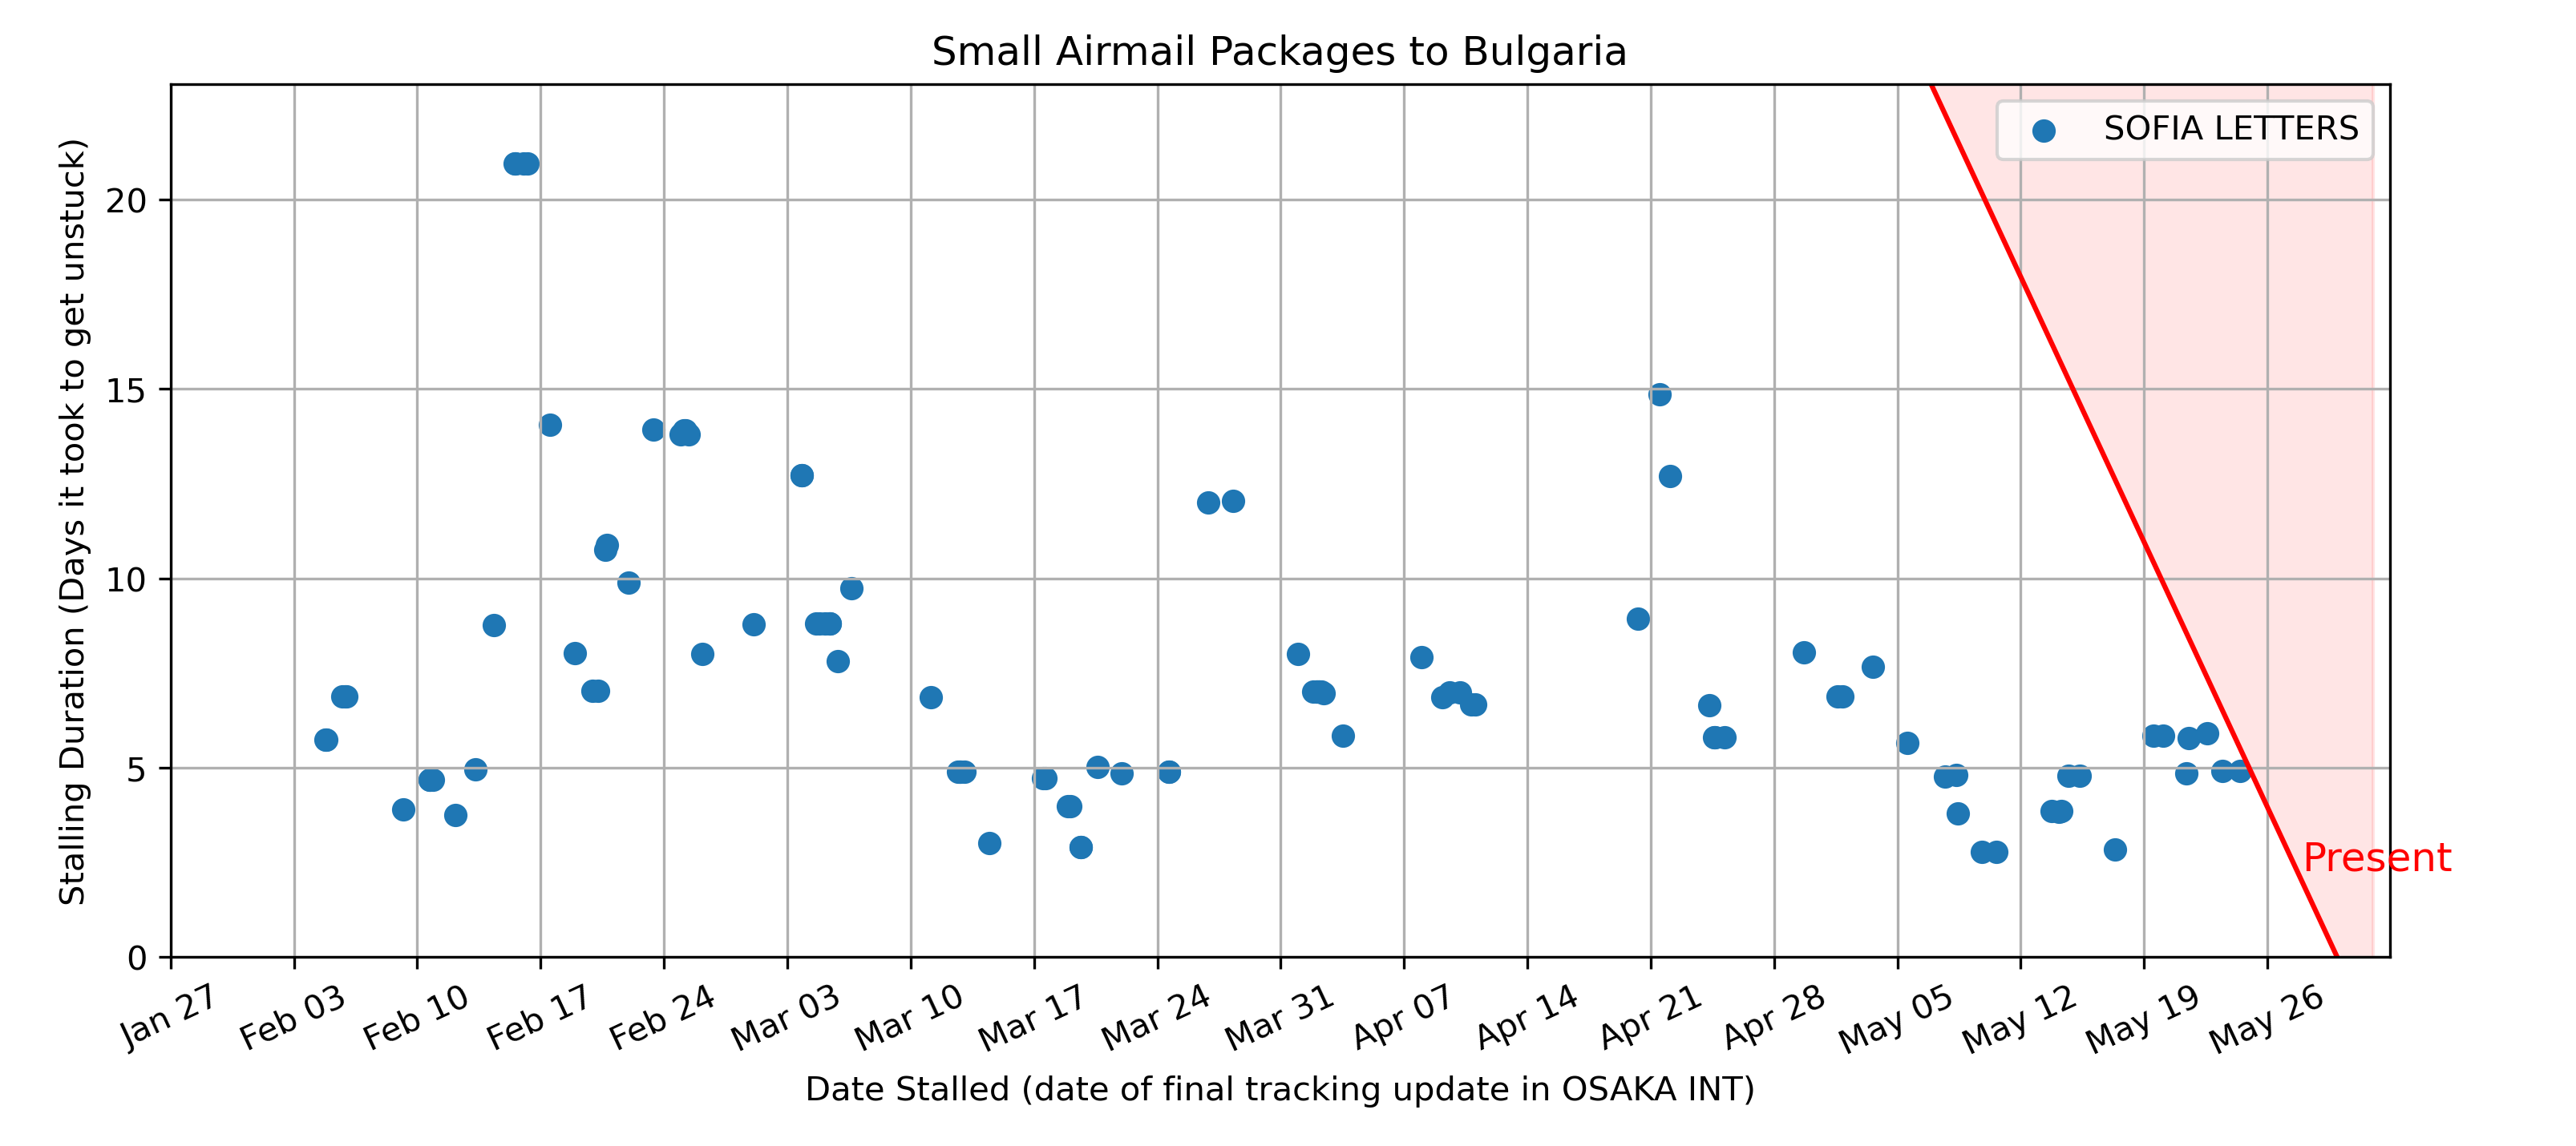 Small Airmail Packages to Bulgaria
SOFIA LETTERS
Stalling Duration (Days it took to get unstuck)
20
15
10
5
0
Present
Jan 27 Feb 03 Feb 10 Feb 17 Feb 24 Mar 03 Mar 10 Mar 17 Mar 24 Mar 31 Apr 07 Apr 14 Apr 21 Apr 28 May 05 May 12 May 19 May 26
Date Stalled (date of final tracking update in OSAKA INT)